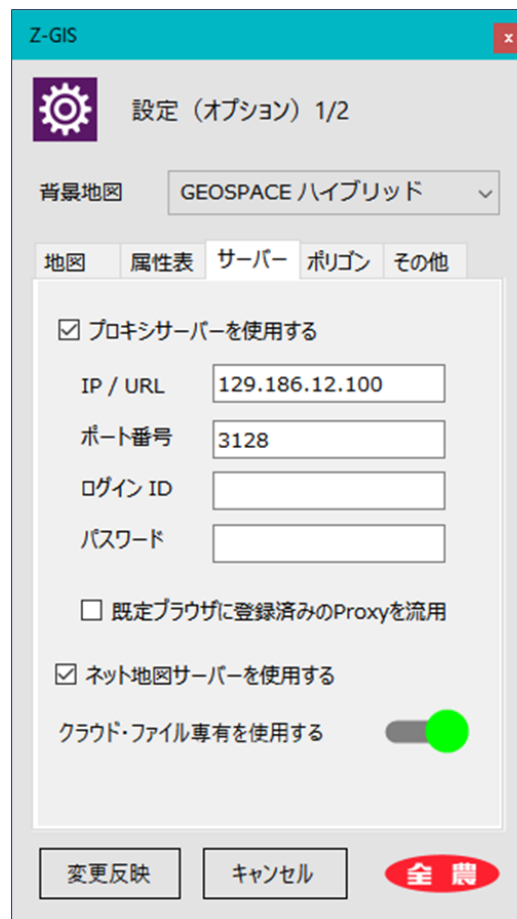 Z-GIS
x
設定（オプション）1/2
背景地図 GEOSPACE ハイブリッド
地図 属性表 サーバー ポリゴン その他
プロキシサーバーを使用する
IP / URL 129.186.12.100
ポート番号 3128
ログイン ID
パスワード
既定ブラウザに登録済みのProxyを流用
ネット地図サーバーを使用する
クラウド・ファイル専有を使用する
変更反映 キャンセル 全農